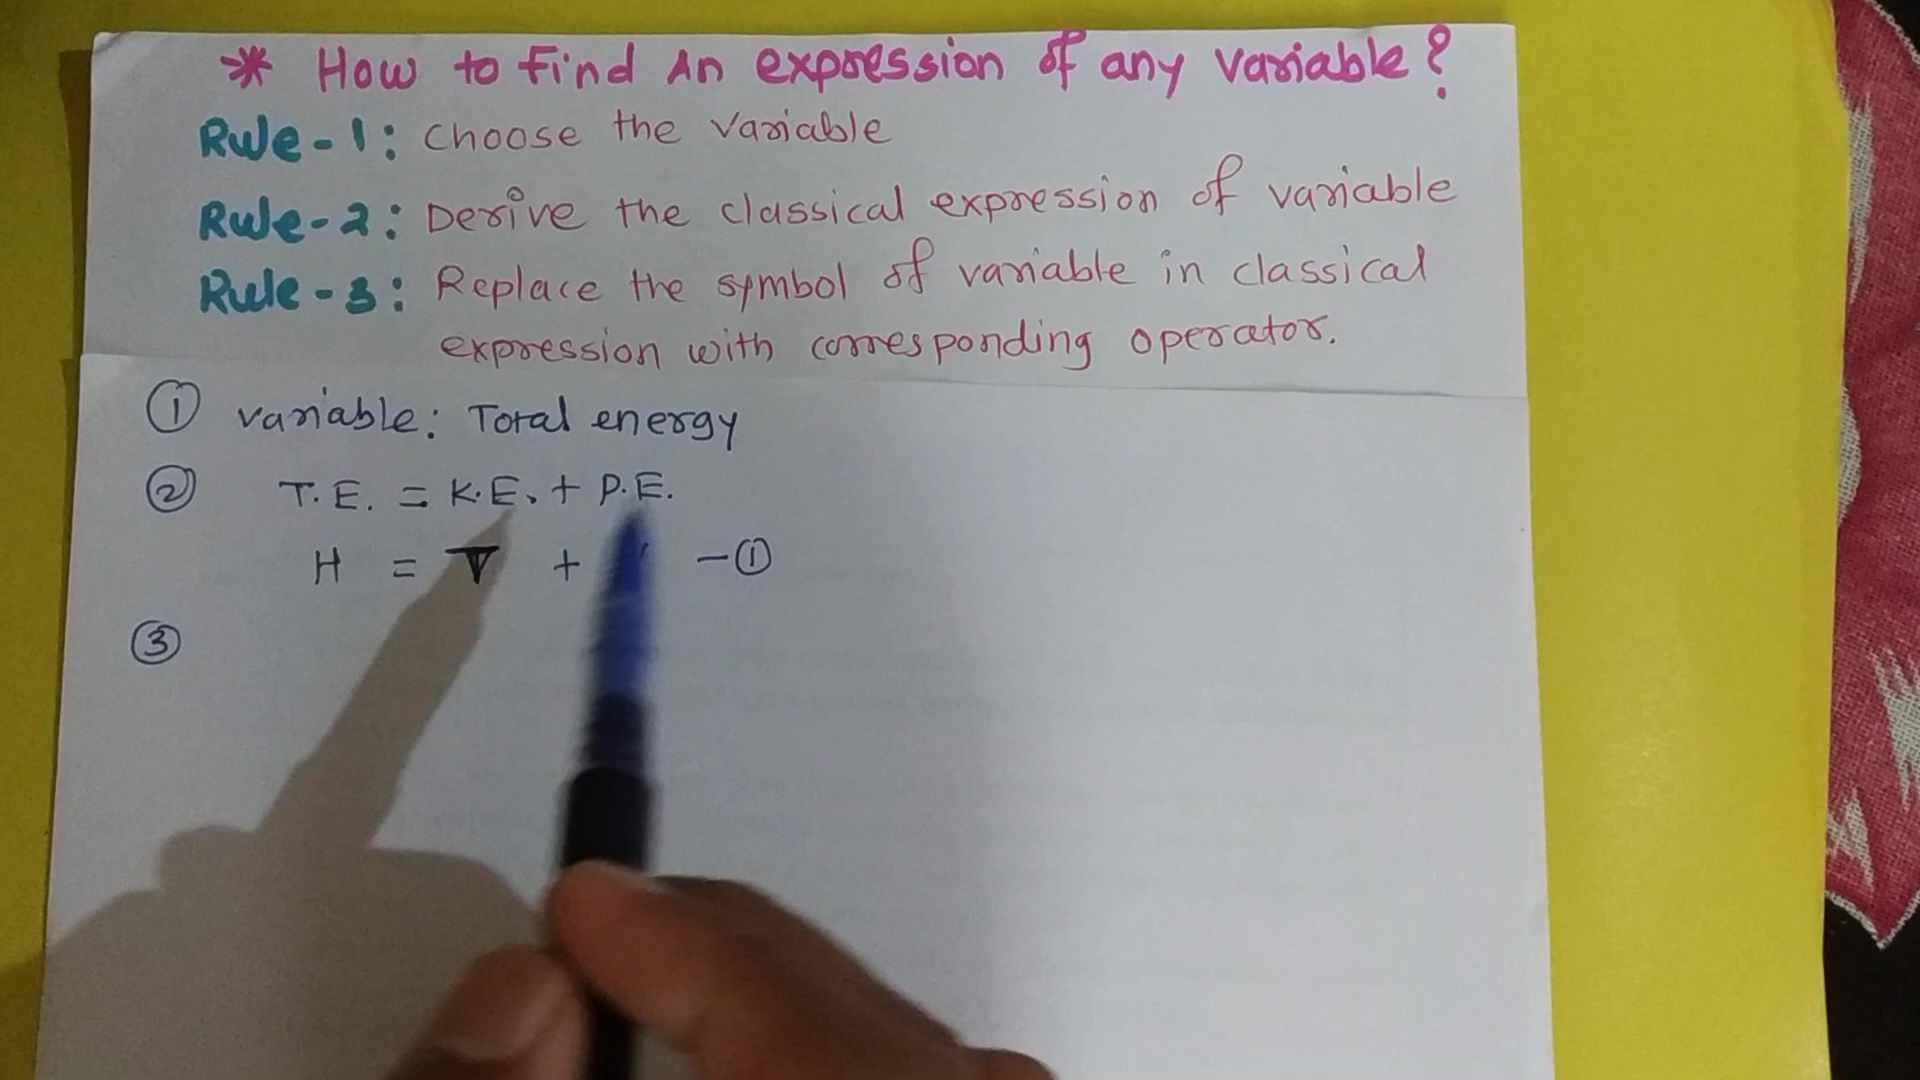 * How to find An expression of any variable?
Rule-1: choose the variable
Rule-2: Derive the classical expression of variable
Rule-3: Replace the symbol of variable in classical
expression with corresponding operator.
① variable: Total energy
② T.E. = K.E. + P.E.
H = T + -①
③